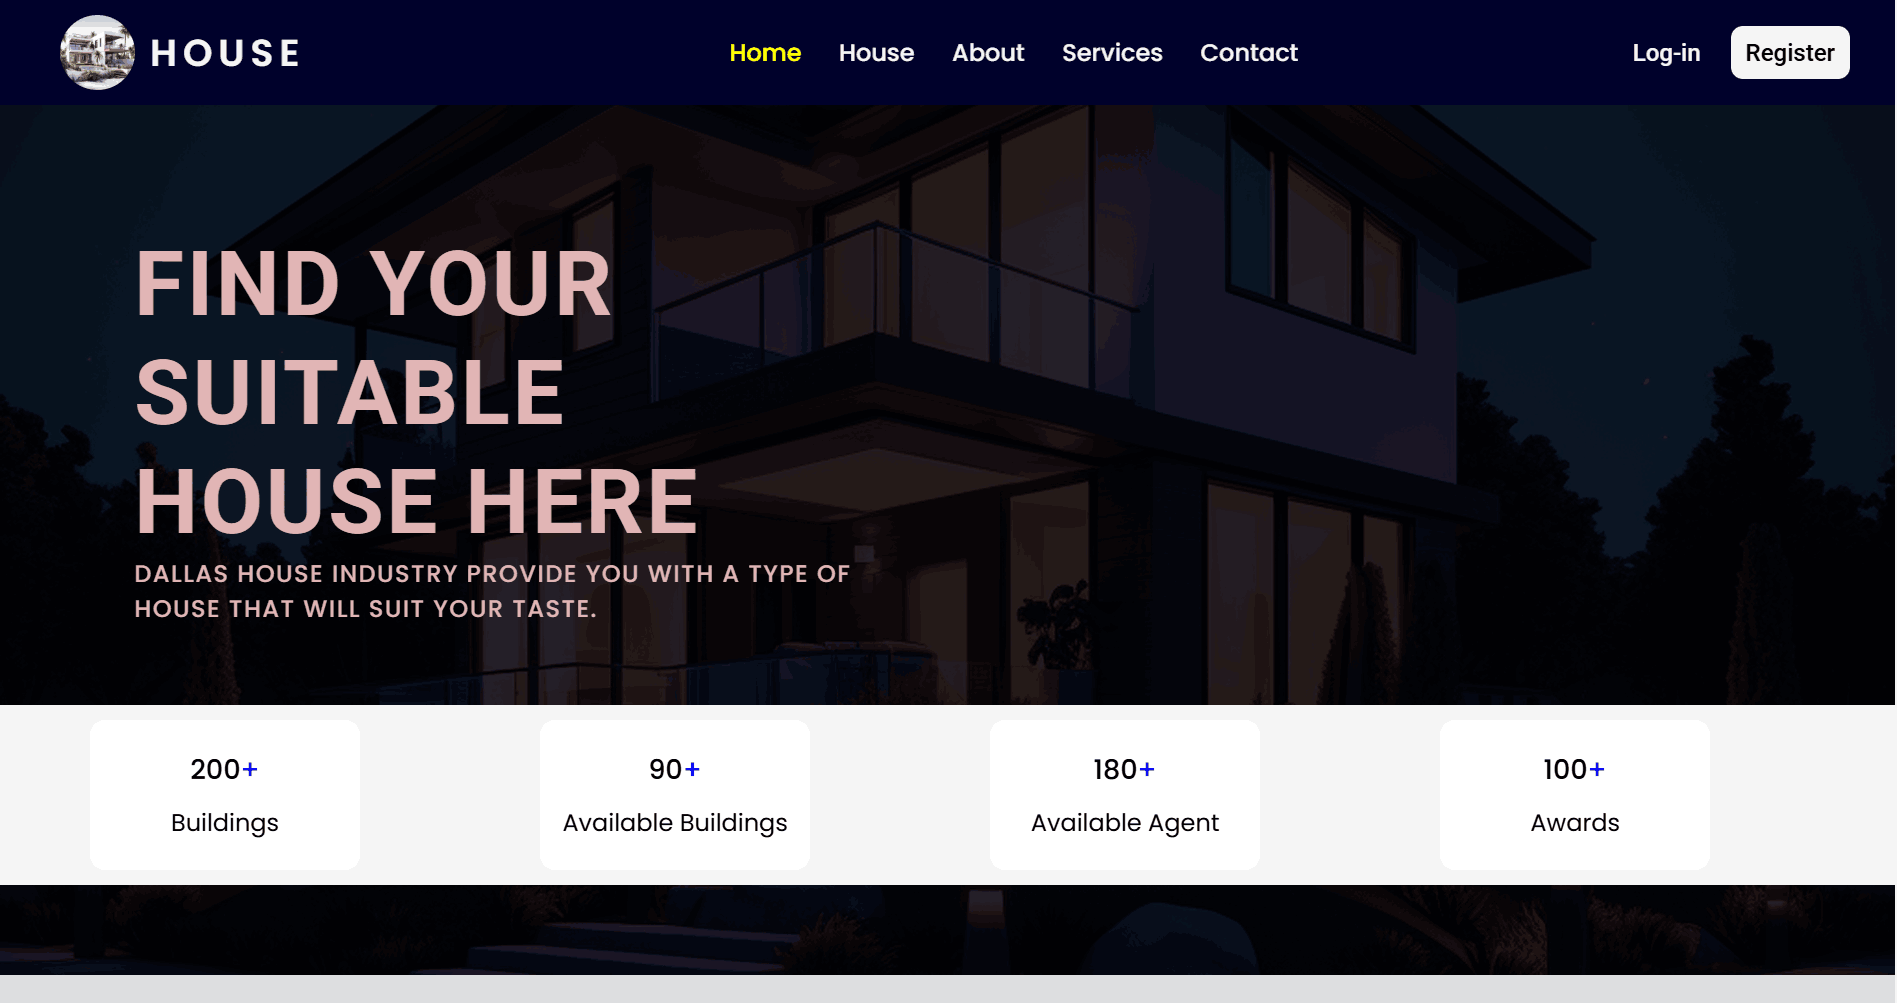 HOUSE
Home House About Services Contact
Log-in Register
FIND YOUR
SUITABLE
HOUSE HERE
DALLAS HOUSE INDUSTRY PROVIDE YOU WITH A TYPE OF
HOUSE THAT WILL SUIT YOUR TASTE.
200+
Buildings
90+
Available Buildings
180+
Available Agent
100+
Awards